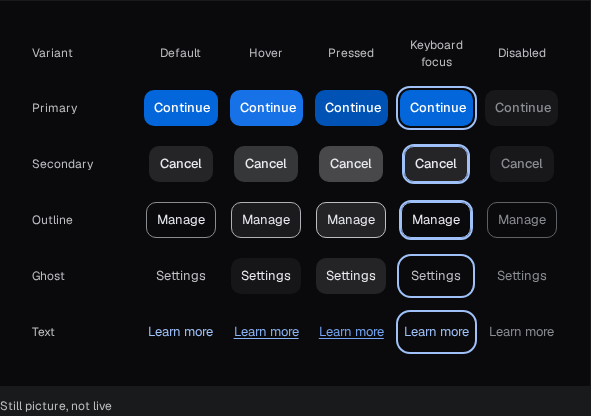 Variant Default Hover Pressed Keyboard focus Disabled
Primary Continue Continue Continue Continue Continue
Secondary Cancel Cancel Cancel Cancel Cancel
Outline Manage Manage Manage Manage Manage
Ghost Settings Settings Settings Settings Settings
Text Learn more Learn more Learn more Learn more Learn more
Still picture, not live